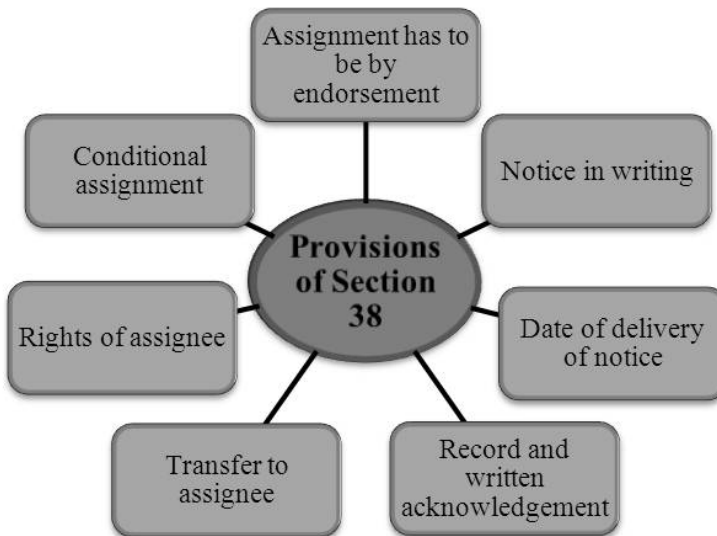 Assignment has to
be by
endorsement
Conditional
assignment
Notice in writing
Provisions
of Section
38
Rights of assignee
Date of delivery
of notice
Transfer to
assignee
Record and
written
acknowledgement